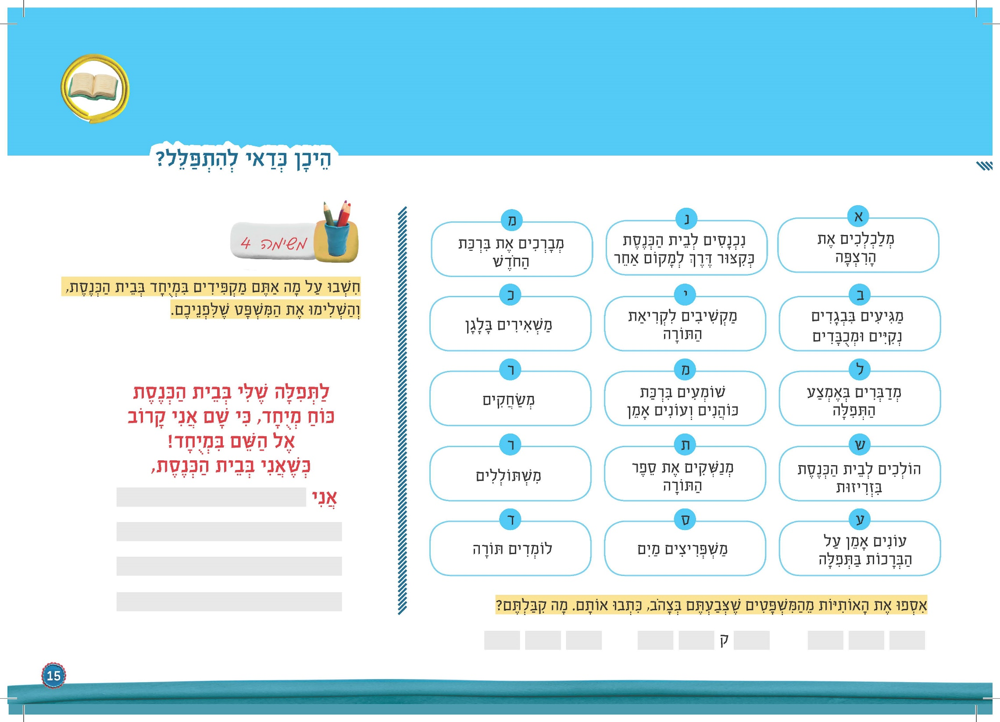 הֵיכָן כְּדַאי לְהִתְפַּלֵּל?
א
מְלַכְלְכִים אֶת
הָרִצְפָּה
נ
נִכְנָסִים לְבֵית הַכְּנֶסֶת
כְּקִצּוּר דֶּרֶךְ לְמָקוֹם אַחֵר
מ
מְבָרְכִים אֶת בִּרְכַּת
הַחֹדֶשׁ
ב
מַגִּיעִים בִּבְגָדִים
נְקִיִּים וּמְכֻבָּדִים
י
מַקְשִׁיבִים לִקְרִיאַת
הַתּוֹרָה
כ
מַשְׁאִירִים בָּלָגָן
ל
מְדַבְּרִים בְּאֶמְצַע
הַתְּפִלָּה
מ
שׁוֹמְעִים בִּרְכַּת
כּוֹהֲנִים וְעוֹנִים אָמֵן
ר
מְשַׂחֲקִים
ש
הוֹלְכִים לְבֵית הַכְּנֶסֶת
בִּזְרִיזוּת
ת
מְנַשְּׁקִים אֶת סֵפֶר
הַתּוֹרָה
ר
מִשְׁתּוֹלְלִים
ע
עוֹנִים אָמֵן עַל
הַבְּרָכוֹת בַּתְּפִלָּה
ס
מַשְׁפְּרִיצִים מַיִם
ד
לוֹמְדִים תּוֹרָה
אִסְפוּ אֶת הָאוֹתִיּוֹת מֵהַמִּשְׁפָּטִים שֶׁצְּבַעְתֶּם בְּצָהֹב, כִּתְבוּ אוֹתָם. מָה קִבַּלְתֶּם?
ק
משימה 4
חִשְׁבוּ עַל מָה אַתֶּם מַקְפִּידִים בִּמְיֻחָד בְּבֵית הַכְּנֶסֶת,
וְהַשְׁלִימוּ אֶת הַמִּשְׁפָּט שֶׁלִּפְנֵיכֶם.
לַתְּפִלָּה שֶׁלִּי בְּבֵית הַכְּנֶסֶת
כּוֹחַ מְיֻחָד, כִּי שָׁם אֲנִי קָרוֹב
אֶל הַשֵּׁם בִּמְיֻחָד!
כְּשֶׁאֲנִי בְּבֵית הַכְּנֶסֶת,
אֲנִי
15